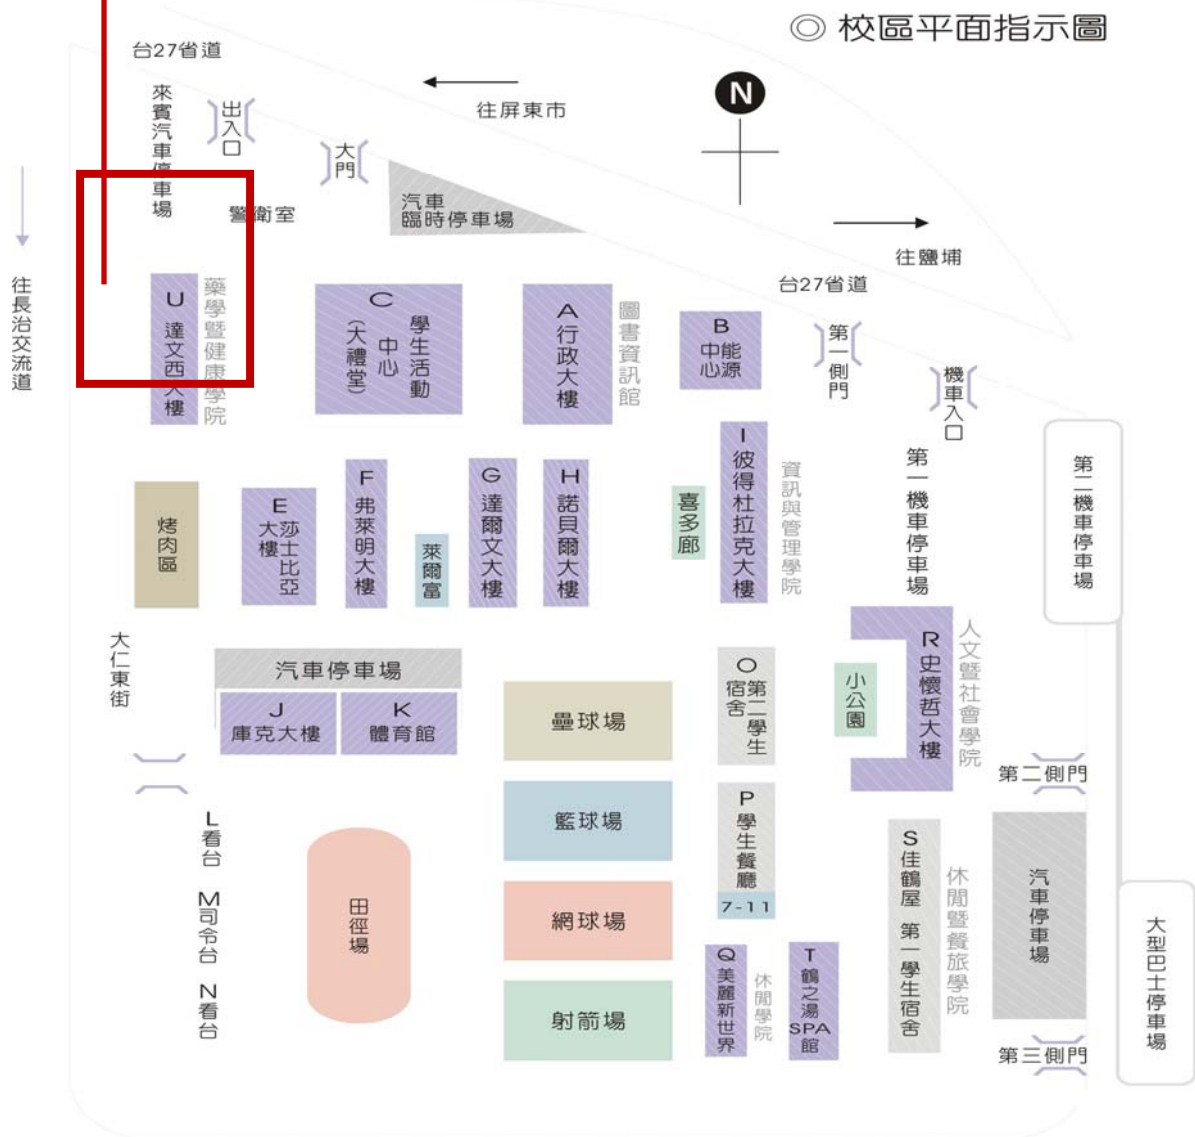 ◎ 校區平面指示圖
台27省道
往屏東市
N
來賓汽車停車場
出入口
大門
汽車
臨時停車場
警衛室
往鹽埔
台27省道
往長治交流道
U 達文西大樓
藥學暨健康學院
C
學生活動
中心
（大禮堂）
A 行政大樓
圖書資訊館
B
能源
中心
第一側門
機車入口
烤肉區
E
莎士比亞
大樓
F 弗萊明大樓
萊爾富
G 達爾文大樓
H 諾貝爾大樓
喜多廊
I 彼得杜拉克大樓
資訊與管理學院
第一機車停車場
第二機車停車場
大仁東街
汽車停車場
J
庫克大樓
K
體育館
壘球場
O
第二學生
宿舍
小公園
R 史懷哲大樓
人文暨社會學院
第二側門
L看台
M司令台
N看台
田徑場
籃球場
網球場
射箭場
P 學生餐廳
7-11
Q 美麗新世界
休閒學院
T
鶴之湯
SPA
館
S 佳鶴屋 第一學生宿舍
休閒暨餐旅學院
汽車停車場
大型巴士停車場
第三側門